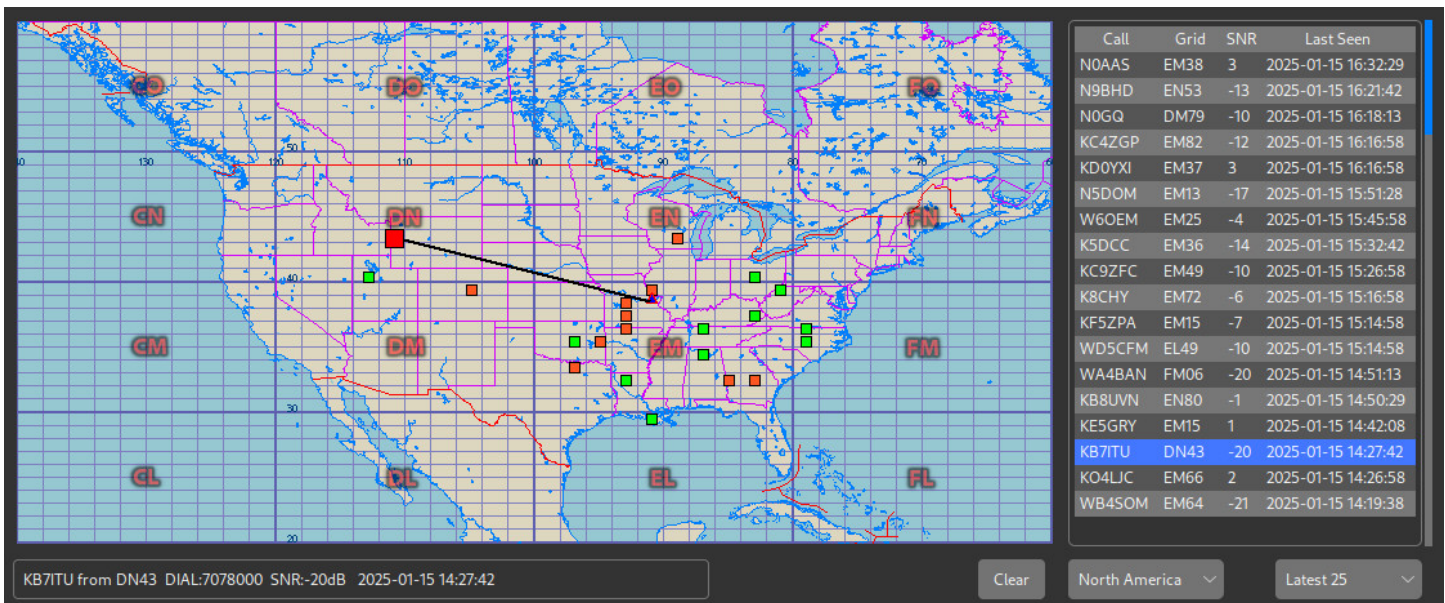 CO DO EO FO
50
40 130 120 110 100 90 80 70 60
CN DN EN FN
40
CM DM EM FM
30
CL DL EL FL
20
Call Grid SNR Last Seen
N0AAS EM38 3 2025-01-15 16:32:29
N9BHD EN53 -13 2025-01-15 16:21:42
N0GQ DM79 -10 2025-01-15 16:18:13
KC4ZGP EM82 -12 2025-01-15 16:16:58
KD0YXI EM37 3 2025-01-15 16:16:58
N5DOM EM13 -17 2025-01-15 15:51:28
W6OEM EM25 -4 2025-01-15 15:45:58
K5DCC EM36 -14 2025-01-15 15:32:42
KC9ZFC EM49 -10 2025-01-15 15:26:58
K8CHY EM72 -6 2025-01-15 15:16:58
KF5ZPA EM15 -7 2025-01-15 15:14:58
WD5CFM EL49 -10 2025-01-15 15:14:58
WA4BAN FM06 -20 2025-01-15 14:51:13
KB8UVN EN80 -1 2025-01-15 14:50:29
KE5GRY EM15 1 2025-01-15 14:42:08
KB7ITU DN43 -20 2025-01-15 14:27:42
KO4LJC EM66 2 2025-01-15 14:26:58
WB4SOM EM64 -21 2025-01-15 14:19:38
KB7ITU from DN43 DIAL:7078000 SNR:-20dB 2025-01-15 14:27:42
Clear
North America
Latest 25